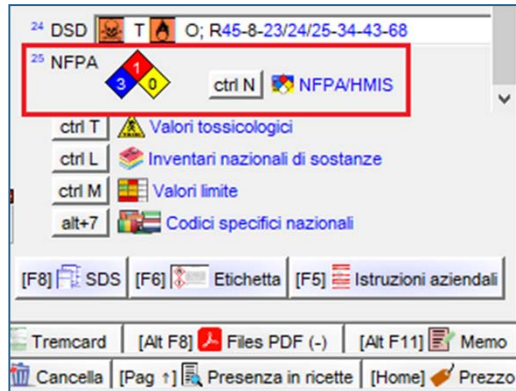 24 DSD T O; R45-8-23/24/25-34-43-68
25 NFPA 3 1 0 ctrl N NFPA/HMIS
ctrl T Valori tossicologici
ctrl L Inventari nazionali di sostanze
ctrl M Valori limite
alt+7 Codici specifici nazionali
[F8] SDS [F6] Etichetta [F5] Istruzioni aziendali
Tremcard [Alt F8] Files PDF (-) [Alt F11] Memo
Cancella [Pag ↑] Presenza in ricette [Home] Prezzo